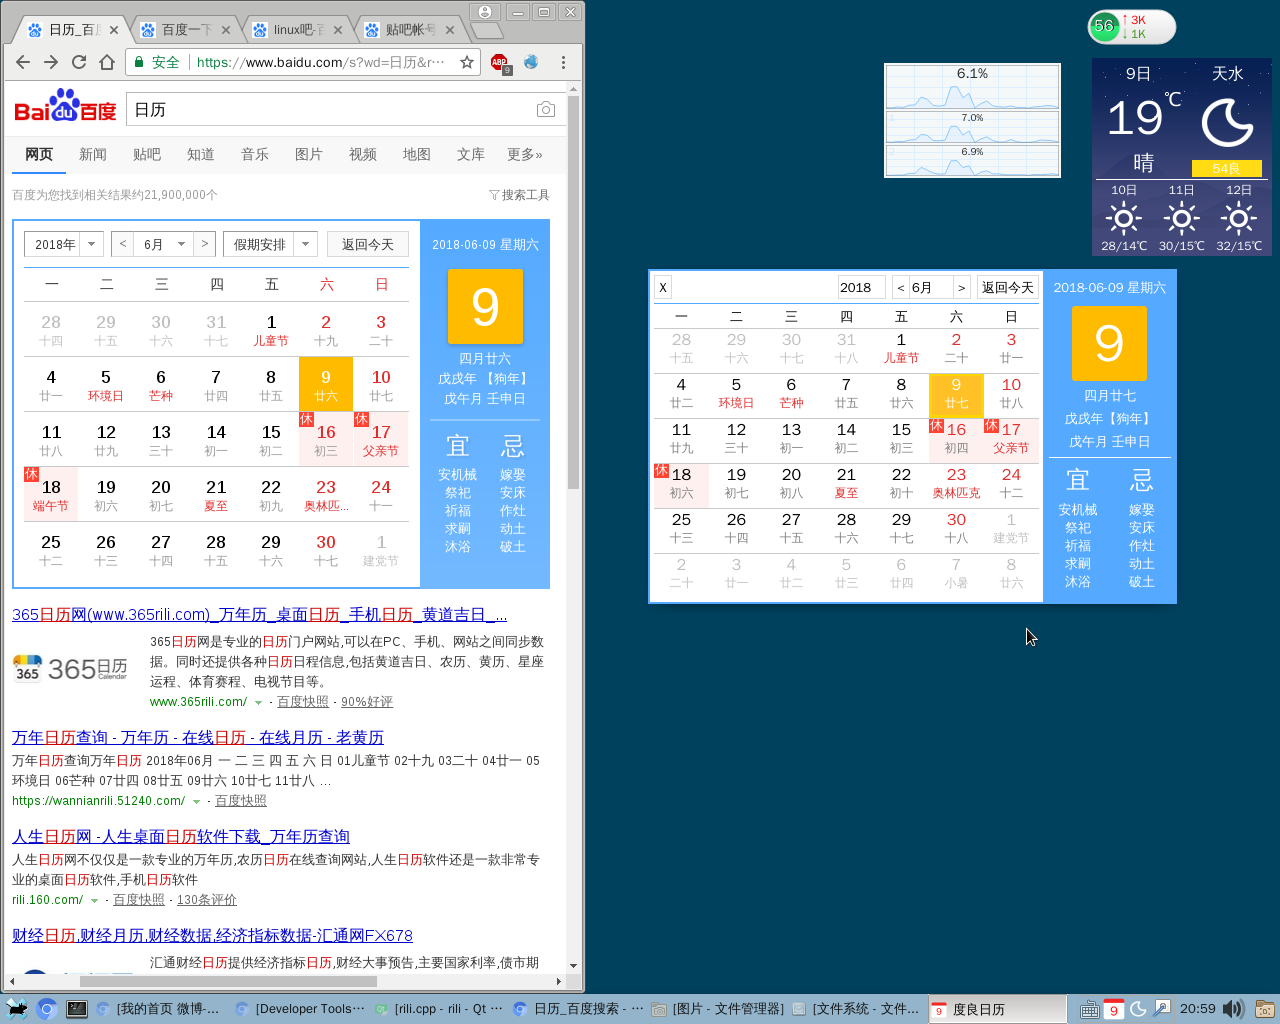 日历_百度
百度一下
linux吧-百
贴吧帐号
安全 https://www.baidu.com/s?wd=日历&r···
9
Bai du 百度
日历
网页 新闻 贴吧 知道 音乐 图片 视频 地图 文库 更多»
百度为您找到相关结果约21,900,000个
搜索工具
2018年 < 6月 > 假期安排 返回今天
一 二 三 四 五 六 日
28 29 30 31 1 2 3
十四 十五 十六 十七 儿童节 十九 二十
4 5 6 7 8 9 10
廿一 环境日 芒种 廿四 廿五 廿六 廿七
休 休
11 12 13 14 15 16 17
廿八 廿九 三十 初一 初二 初三 父亲节
休
18 19 20 21 22 23 24
端午节 初六 初七 夏至 初九 奥林匹... 十一
25 26 27 28 29 30 1
十二 十三 十四 十五 十六 十七 建党节
2018-06-09 星期六
9
四月廿六
戊戌年 【狗年】
戊午月 壬申日
宜 忌
安机械 嫁娶
祭祀 安床
祈福 作灶
求嗣 动土
沐浴 破土
365日历网(www.365rili.com)_万年历_桌面日历_手机日历_黄道吉日_...
365
365日历
Calendar
365日历网是专业的日历门户网站,可以在PC、手机、网站之间同步数
据。同时还提供各种日历日程信息,包括黄道吉日、农历、黄历、星座
运程、体育赛程、电视节目等。
www.365rili.com/ - 百度快照 - 90%好评
万年日历查询 - 万年历 - 在线日历 - 在线月历 - 老黄历
万年日历查询万年日历 2018年06月 一 二 三 四 五 六 日 01儿童节 02十九 03二十 04廿一 05
环境日 06芒种 07廿四 08廿五 09廿六 10廿七 11廿八 ...
https://wannianrili.51240.com/ - 百度快照
人生日历网 -人生桌面日历软件下载_万年历查询
人生日历网不仅仅是一款专业的万年历,农历日历在线查询网站,人生日历软件还是一款非常专
业的桌面日历软件,手机日历软件
rili.160.com/ - 百度快照 - 130条评价
财经日历,财经月历,财经数据,经济指标数据-汇通网FX678
汇通财经日历提供经济指标日历,财经大事预告,主要国家利率,债市期
56
↑ 3K
↓ 1K
6.1%
7.0%
6.9%
9日 天水
19℃
晴 54良
10日 11日 12日
28/14℃ 30/15℃ 32/15℃
X 2018 < 6月 > 返回今天
一 二 三 四 五 六 日
28 29 30 31 1 2 3
十五 十六 十七 十八 儿童节 二十 廿一
4 5 6 7 8 9 10
廿二 环境日 芒种 廿五 廿六 廿七 廿八
休 休
11 12 13 14 15 16 17
廿九 三十 初一 初二 初三 初四 父亲节
休
18 19 20 21 22 23 24
初六 初七 初八 夏至 初十 奥林匹克 十二
25 26 27 28 29 30 1
十三 十四 十五 十六 十七 十八 建党节
2 3 4 5 6 7 8
二十 廿一 廿二 廿三 廿四 小暑 廿六
2018-06-09 星期六
9
四月廿七
戊戌年【狗年】
戊午月 壬申日
宜 忌
安机械 嫁娶
祭祀 安床
祈福 作灶
求嗣 动土
沐浴 破土
[我的首页 微博-...
[Developer Tools...
[rili.cpp - rili - Qt ...
日历_百度搜索 - ...
[图片 - 文件管理器]
[文件系统 - 文件...
9 度良日历
9
20:59